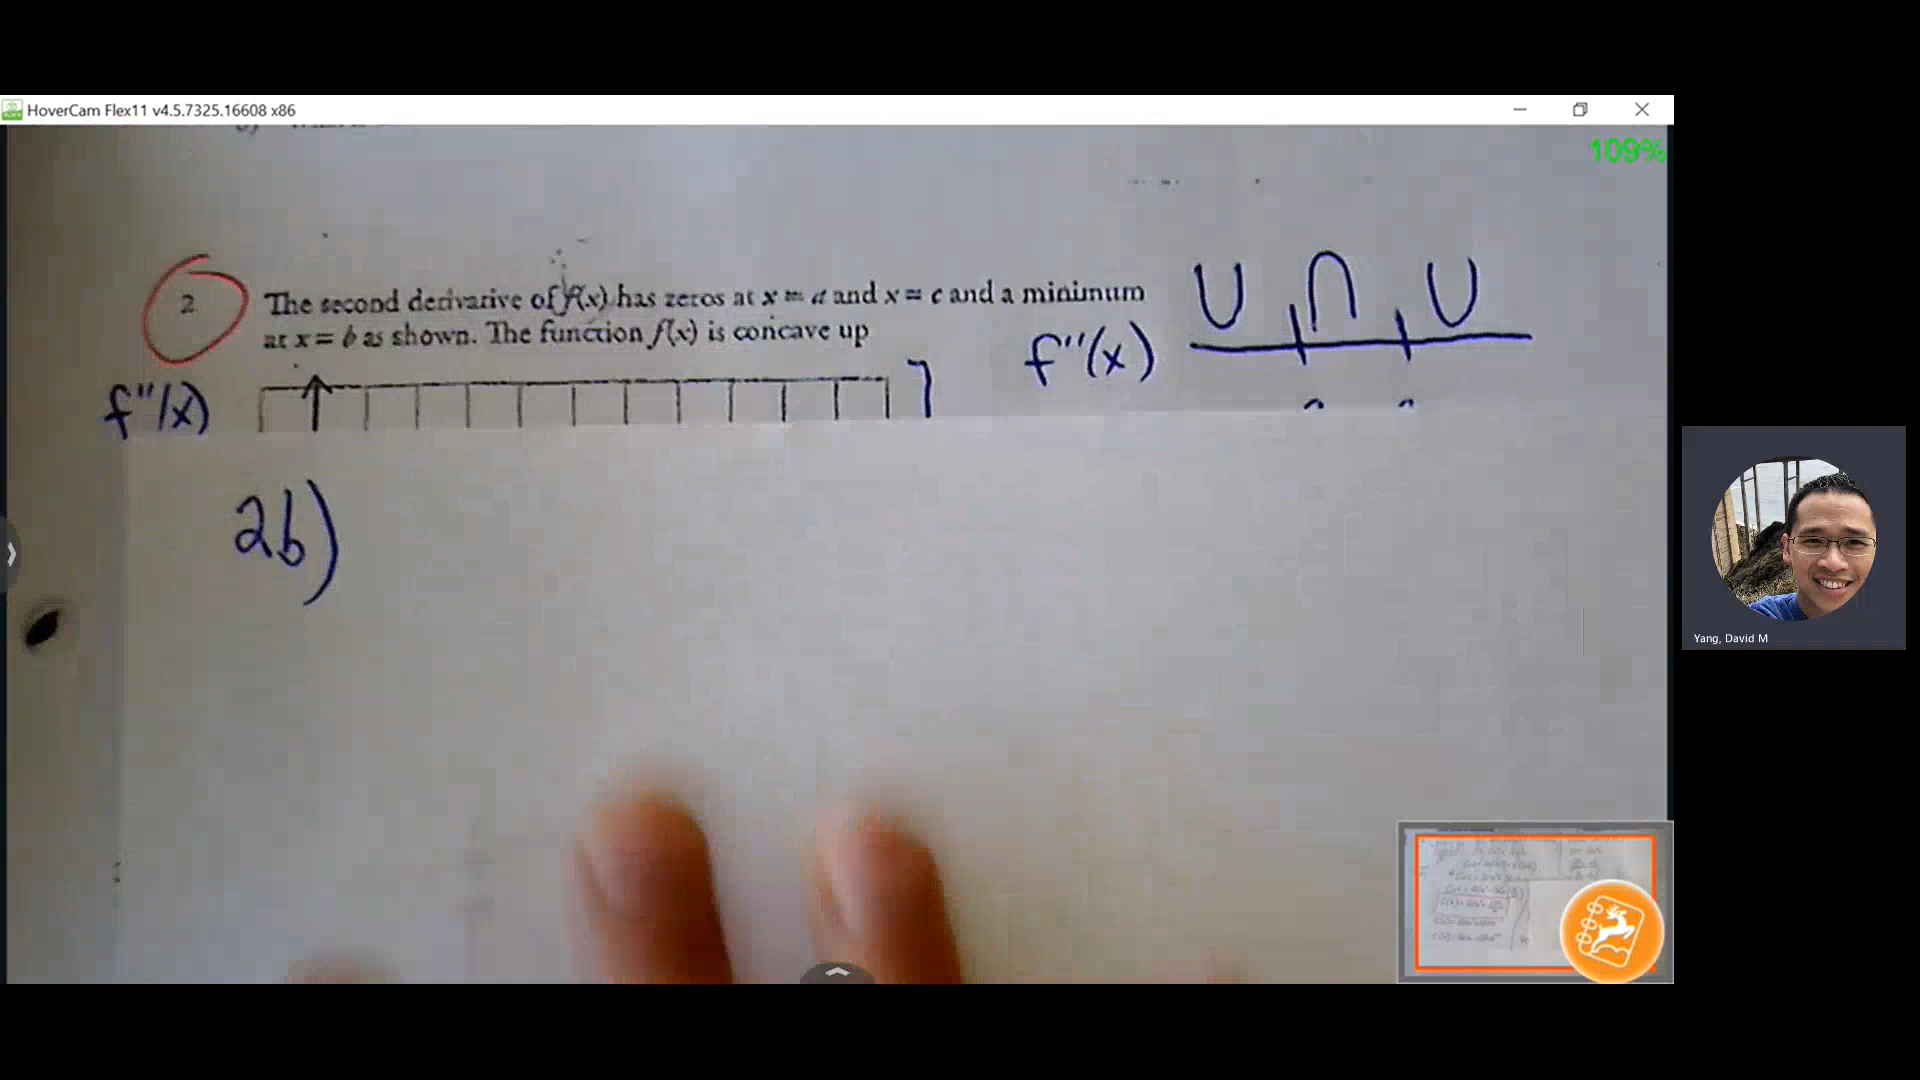 HoverCam Flex11 v4.5.7325.16608 x86
109%
2 The second derivative of f(x) has zeros at x = a and x = c and a minimum
at x = b as shown. The function f(x) is concave up
f''(x)
f''(x)
2b)
Yang, David M